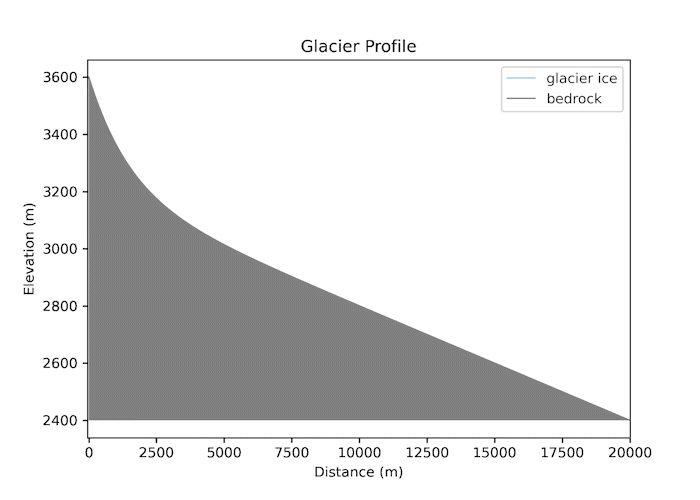 Glacier Profile
glacier ice
bedrock
Elevation (m)
3600
3400
3200
3000
2800
2600
2400
0 2500 5000 7500 10000 12500 15000 17500 20000
Distance (m)